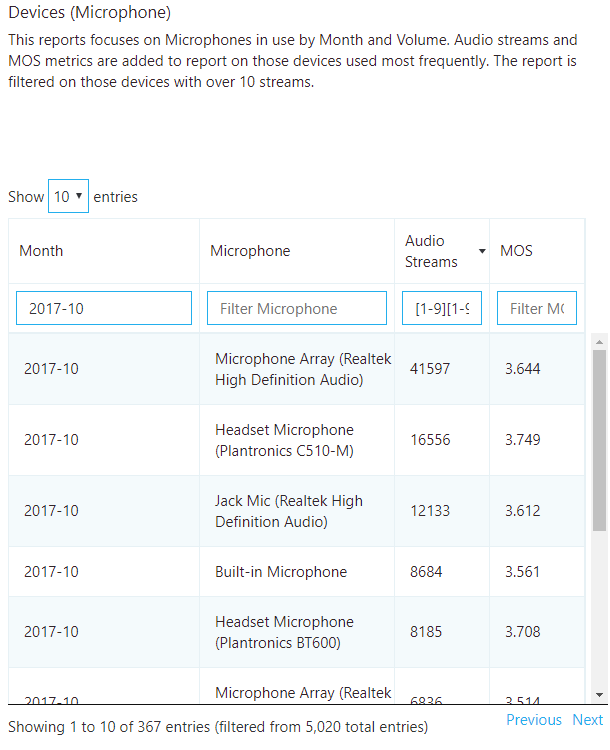 Devices (Microphone)
This reports focuses on Microphones in use by Month and Volume. Audio streams and
MOS metrics are added to report on those devices used most frequently. The report is
filtered on those devices with over 10 streams.
Show 10 entries
Month Microphone Audio Streams MOS
2017-10 Filter Microphone [1-9][1-9 Filter MO
2017-10 Microphone Array (Realtek High Definition Audio) 41597 3.644
2017-10 Headset Microphone (Plantronics C510-M) 16556 3.749
2017-10 Jack Mic (Realtek High Definition Audio) 12133 3.612
2017-10 Built-in Microphone 8684 3.561
2017-10 Headset Microphone (Plantronics BT600) 8185 3.708
2017-10 Microphone Array (Realtek 6836 3.514
Showing 1 to 10 of 367 entries (filtered from 5,020 total entries) Previous Next